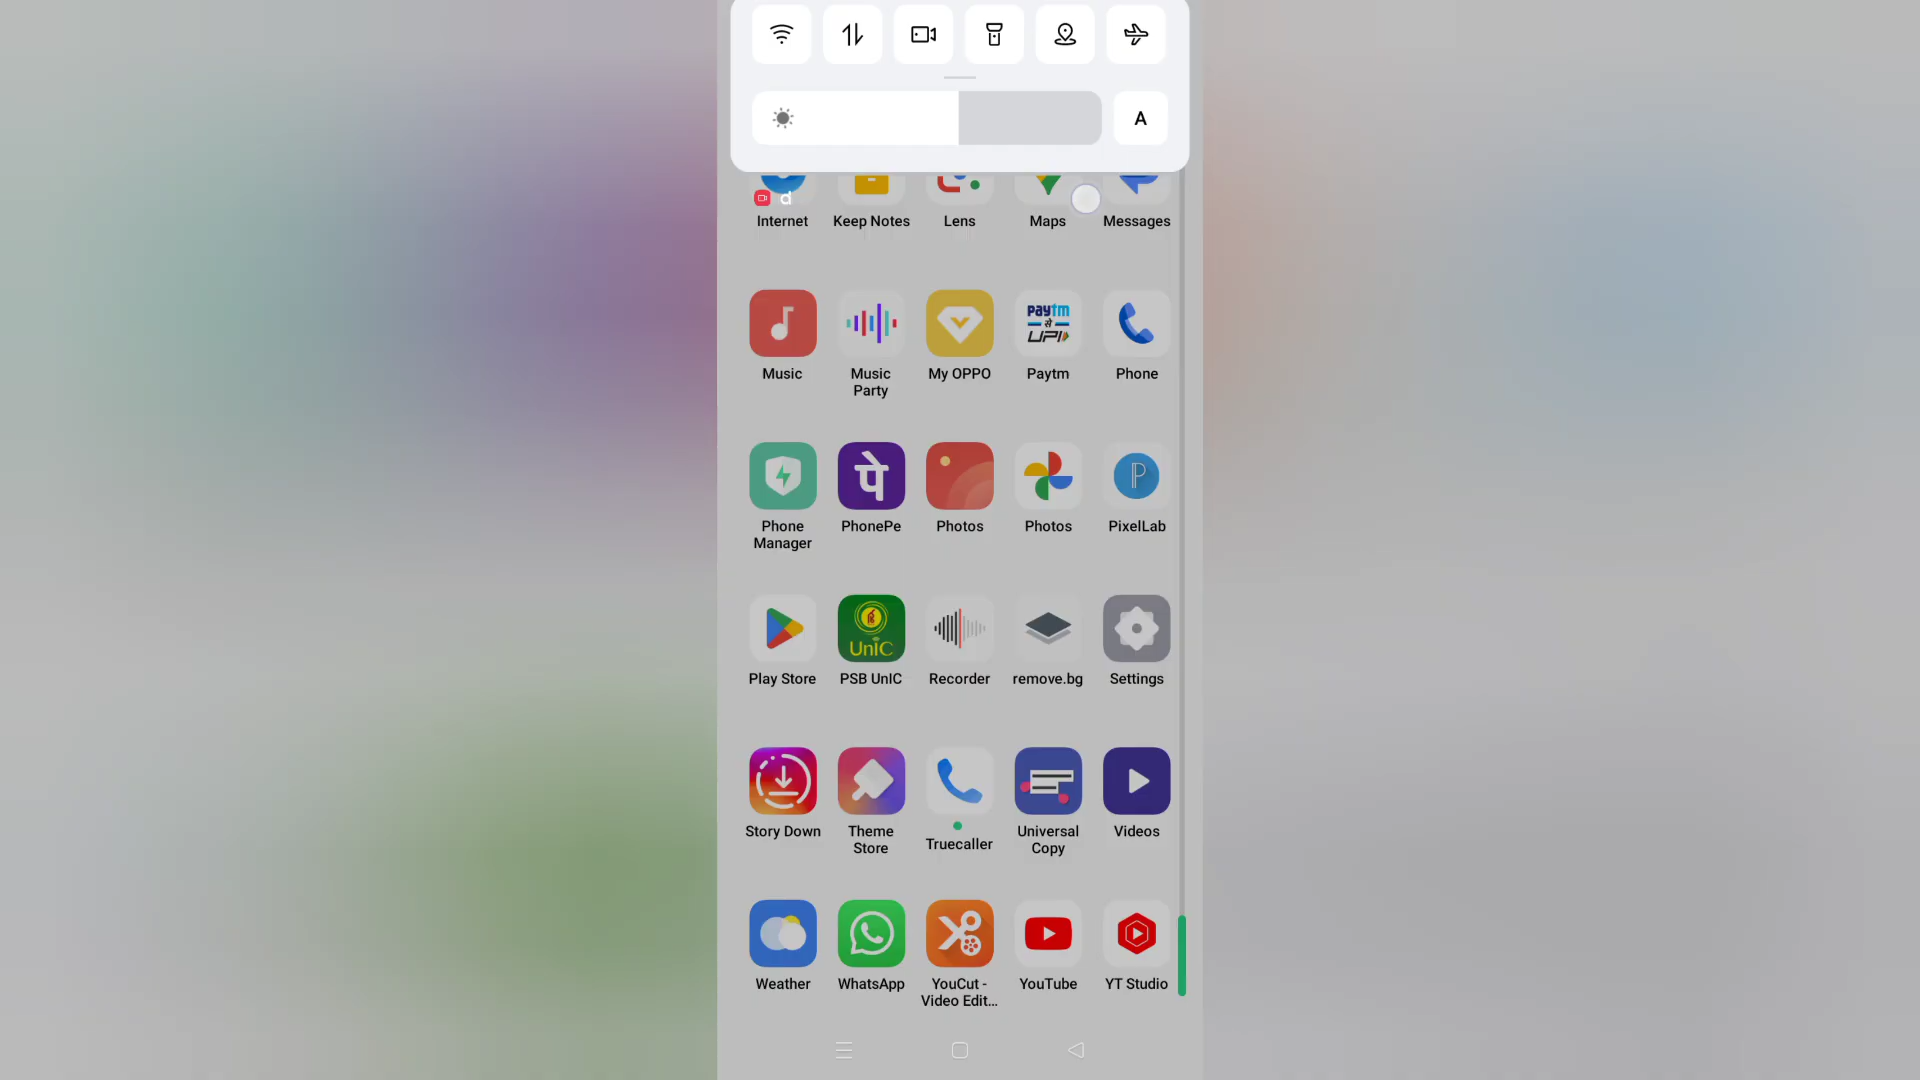 A
d
Internet Keep Notes Lens Maps Messages
paytm
से
UPI
Music Music My OPPO Paytm Phone
Party
पे
P
Phone PhonePe Photos Photos PixelLab
Manager
UnIC
Play Store PSB UnIC Recorder remove.bg Settings
Story Down Theme Truecaller Universal Videos
Store Copy
Weather WhatsApp YouCut - YouTube YT Studio
Video Edit...